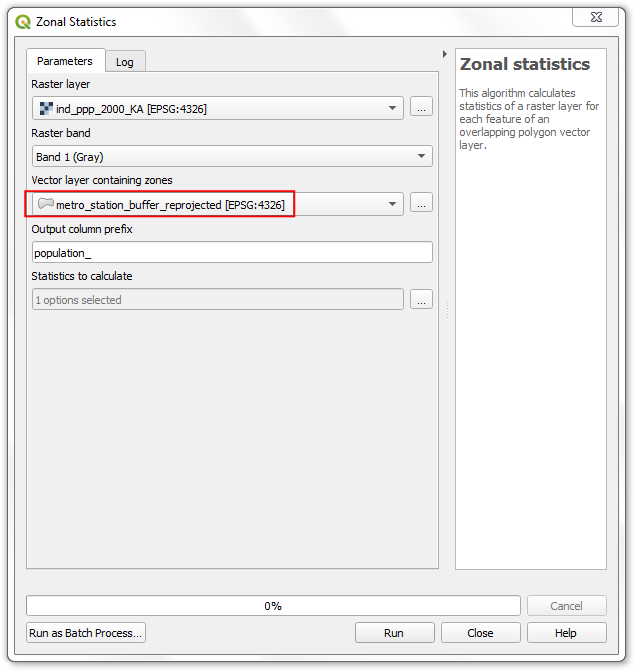 Zonal Statistics
Parameters
Log
Raster layer
ind_ppp_2000_KA [EPSG:4326]
...
Raster band
Band 1 (Gray)
Vector layer containing zones
metro_station_buffer_reprojected [EPSG:4326]
...
Output column prefix
population_
Statistics to calculate
1 options selected
...
Zonal statistics
This algorithm calculates
statistics of a raster layer for
each feature of an
overlapping polygon vector
layer.
0%
Cancel
Run as Batch Process...
Run
Close
Help